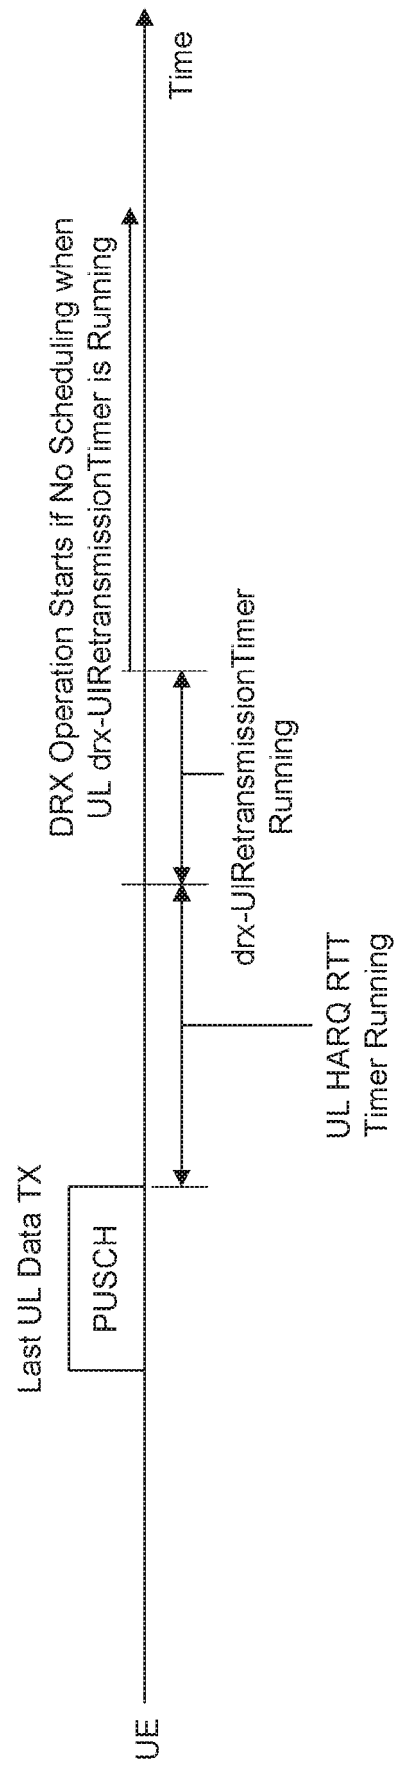 UE
Last UL Data TX
PUSCH
UL HARQ RTT
Timer Running
drx-UlRetransmissionTimer
Running
DRX Operation Starts if No Scheduling when
UL drx-UlRetransmissionTimer is Running
Time